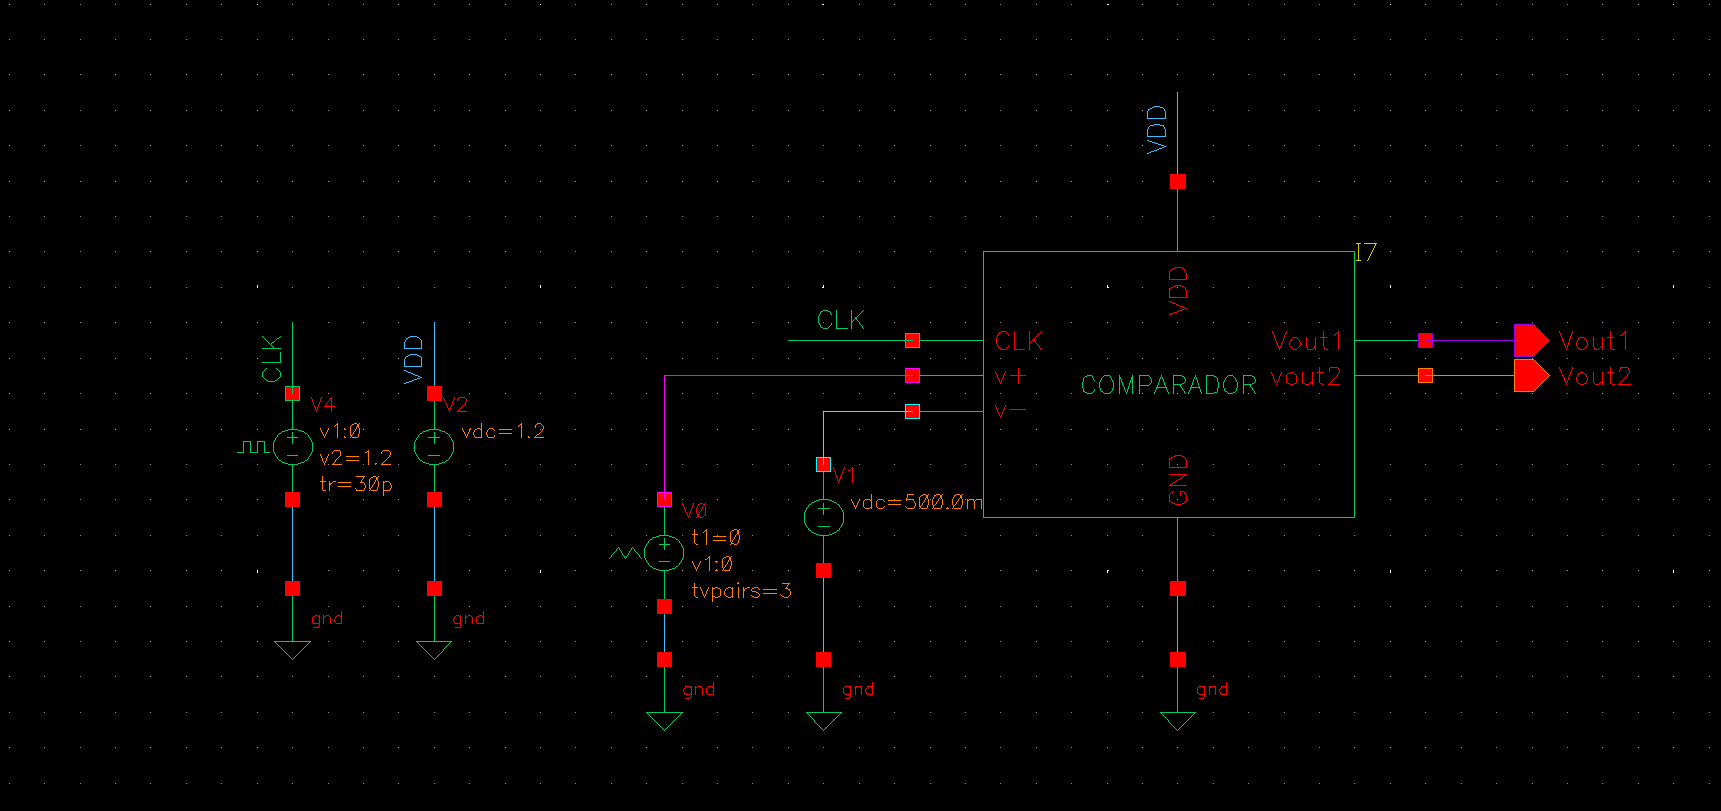 VDD
I7
VDD
CLK
CLK
Vout1
Vout1
v+
COMPARADOR
vout2
Vout2
v−
CLK
V4
v1:0
v2=1.2
tr=30p
gnd
VDD
V2
vdc=1.2
gnd
V0
t1=0
v1:0
tvpairs=3
gnd
V1
vdc=500.0m
gnd
GND
gnd